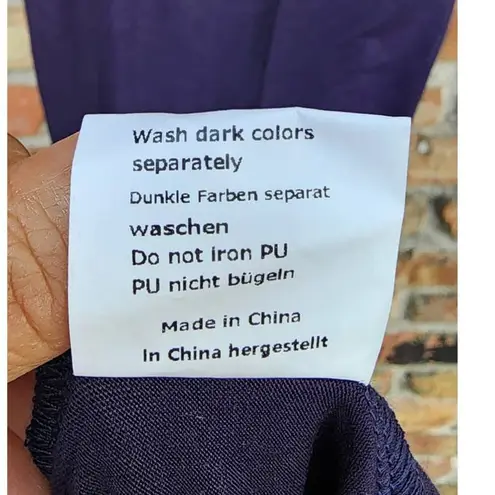 Wash dark colors
separately
Dunkle Farben separat
waschen
Do not iron PU
PU nicht bügeln
Made in China
In China hergestellt